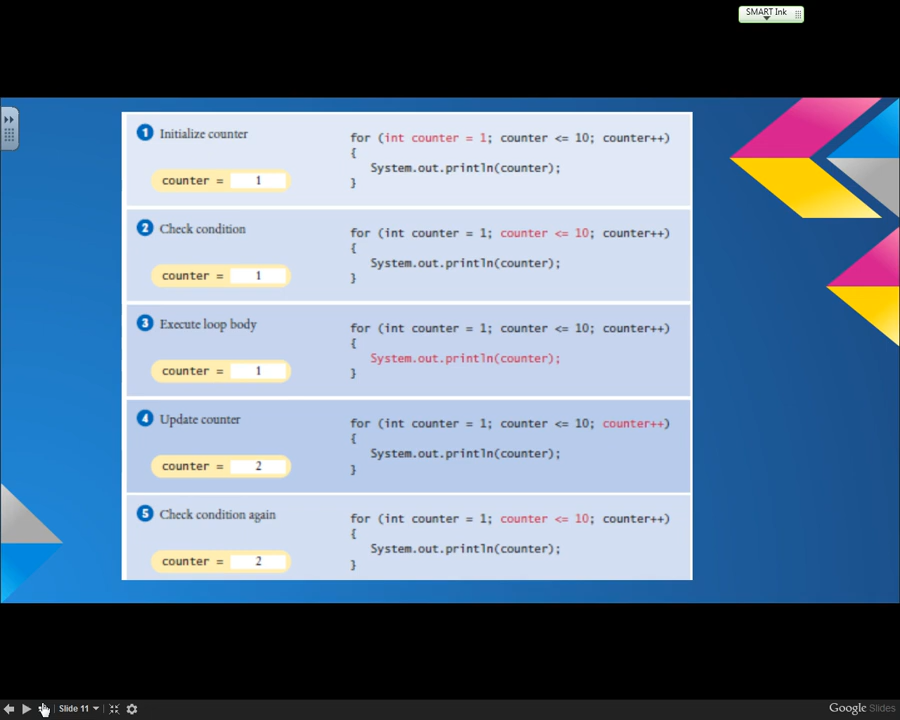 SMART Ink
1 Initialize counter
for (int counter = 1; counter <= 10; counter++)
{
System.out.println(counter);
}
counter = 1
2 Check condition
for (int counter = 1; counter <= 10; counter++)
{
System.out.println(counter);
}
counter = 1
3 Execute loop body
for (int counter = 1; counter <= 10; counter++)
{
System.out.println(counter);
}
counter = 1
4 Update counter
for (int counter = 1; counter <= 10; counter++)
{
System.out.println(counter);
}
counter = 2
5 Check condition again
for (int counter = 1; counter <= 10; counter++)
{
System.out.println(counter);
}
counter = 2
Slide 11
Google Slides